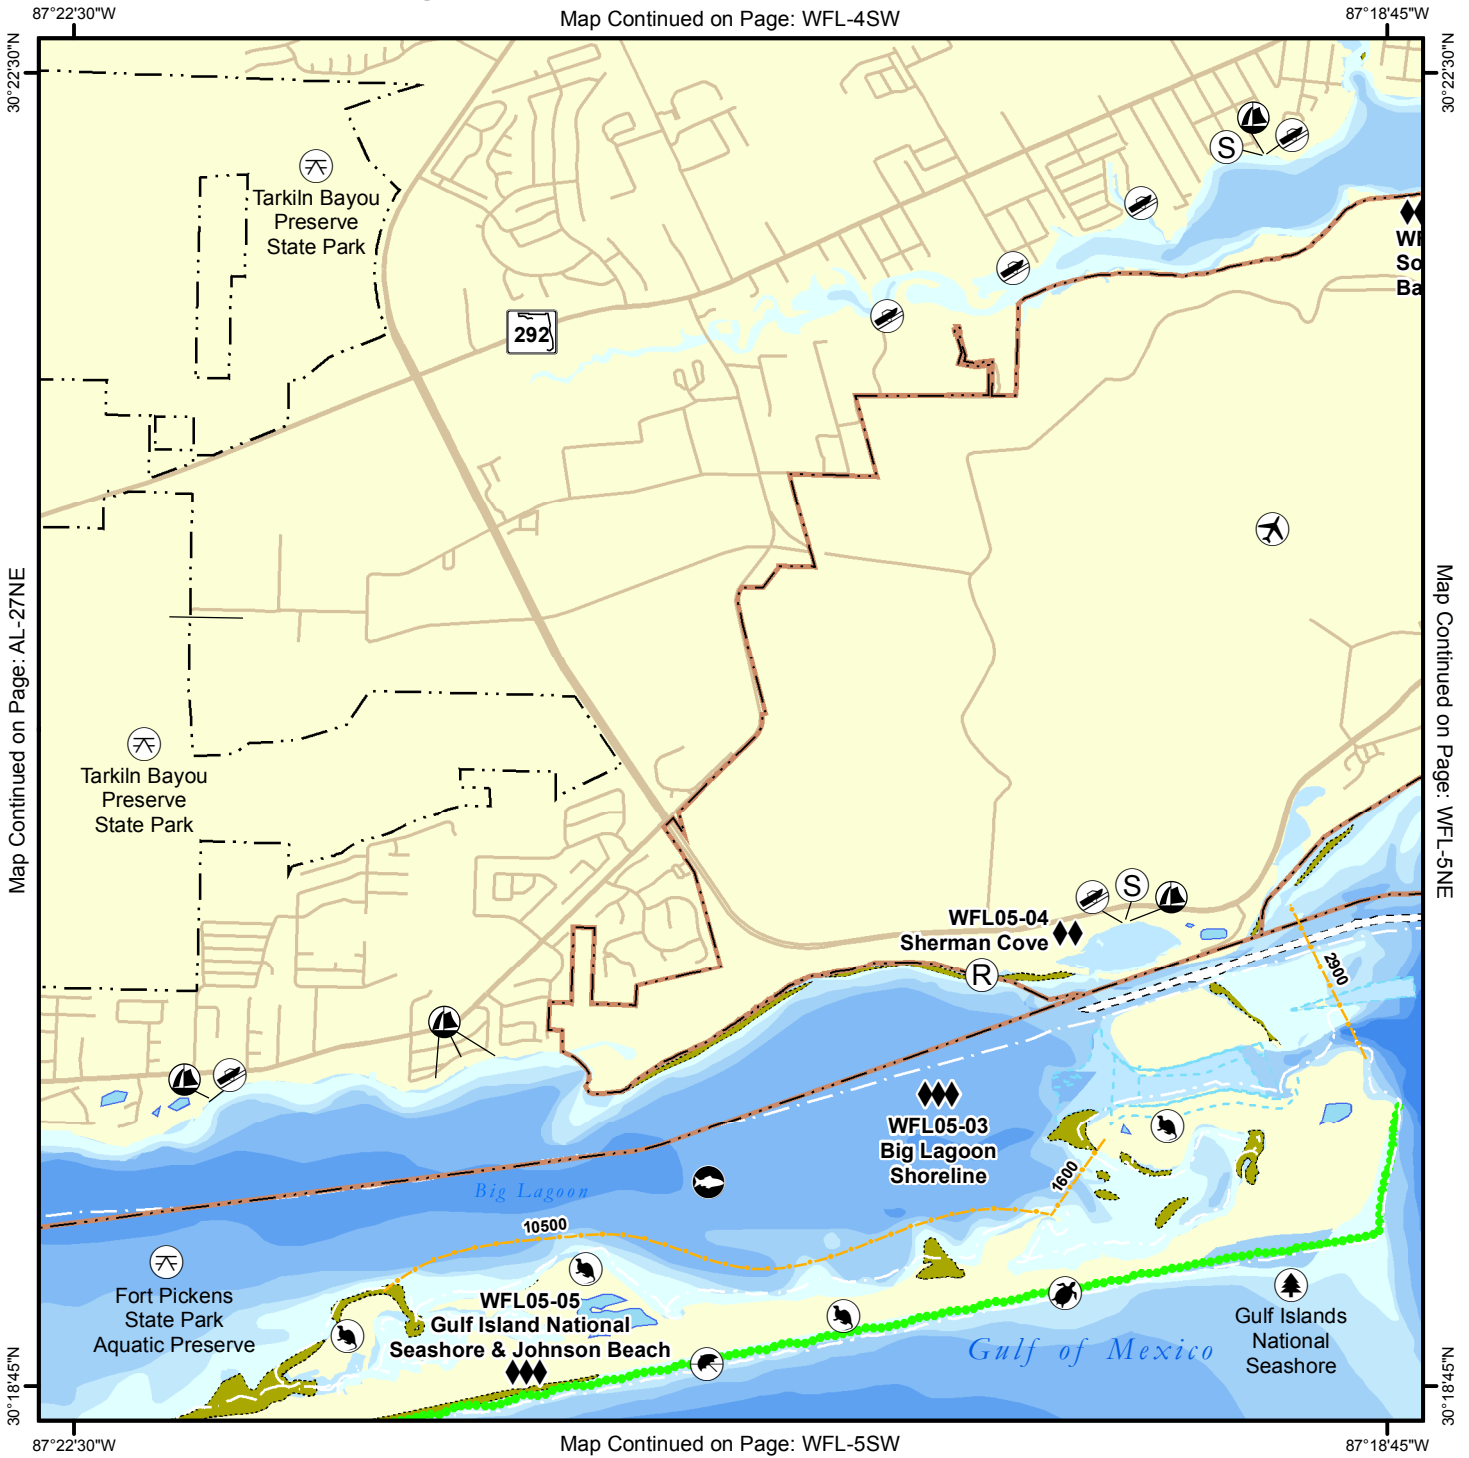 87°22'30"W
Map Continued on Page: WFL-4SW
87°18'45"W
30°22'30"N
30°22'30"N
S
Tarkiln Bayou
Preserve
State Park
292
Map Continued on Page: AL-27NE
Map Continued on Page: WFL-5NE
Tarkiln Bayou
Preserve
State Park
S
WFL05-04
Sherman Cove
R
2900
WFL05-03
Big Lagoon
Shoreline
1600
Big Lagoon
10500
Fort Pickens
State Park
Aquatic Preserve
WFL05-05
Gulf Island National
Seashore & Johnson Beach
Gulf of Mexico
Gulf Islands
National
Seashore
30°18'45"N
30°18'45"N
87°22'30"W
Map Continued on Page: WFL-5SW
87°18'45"W